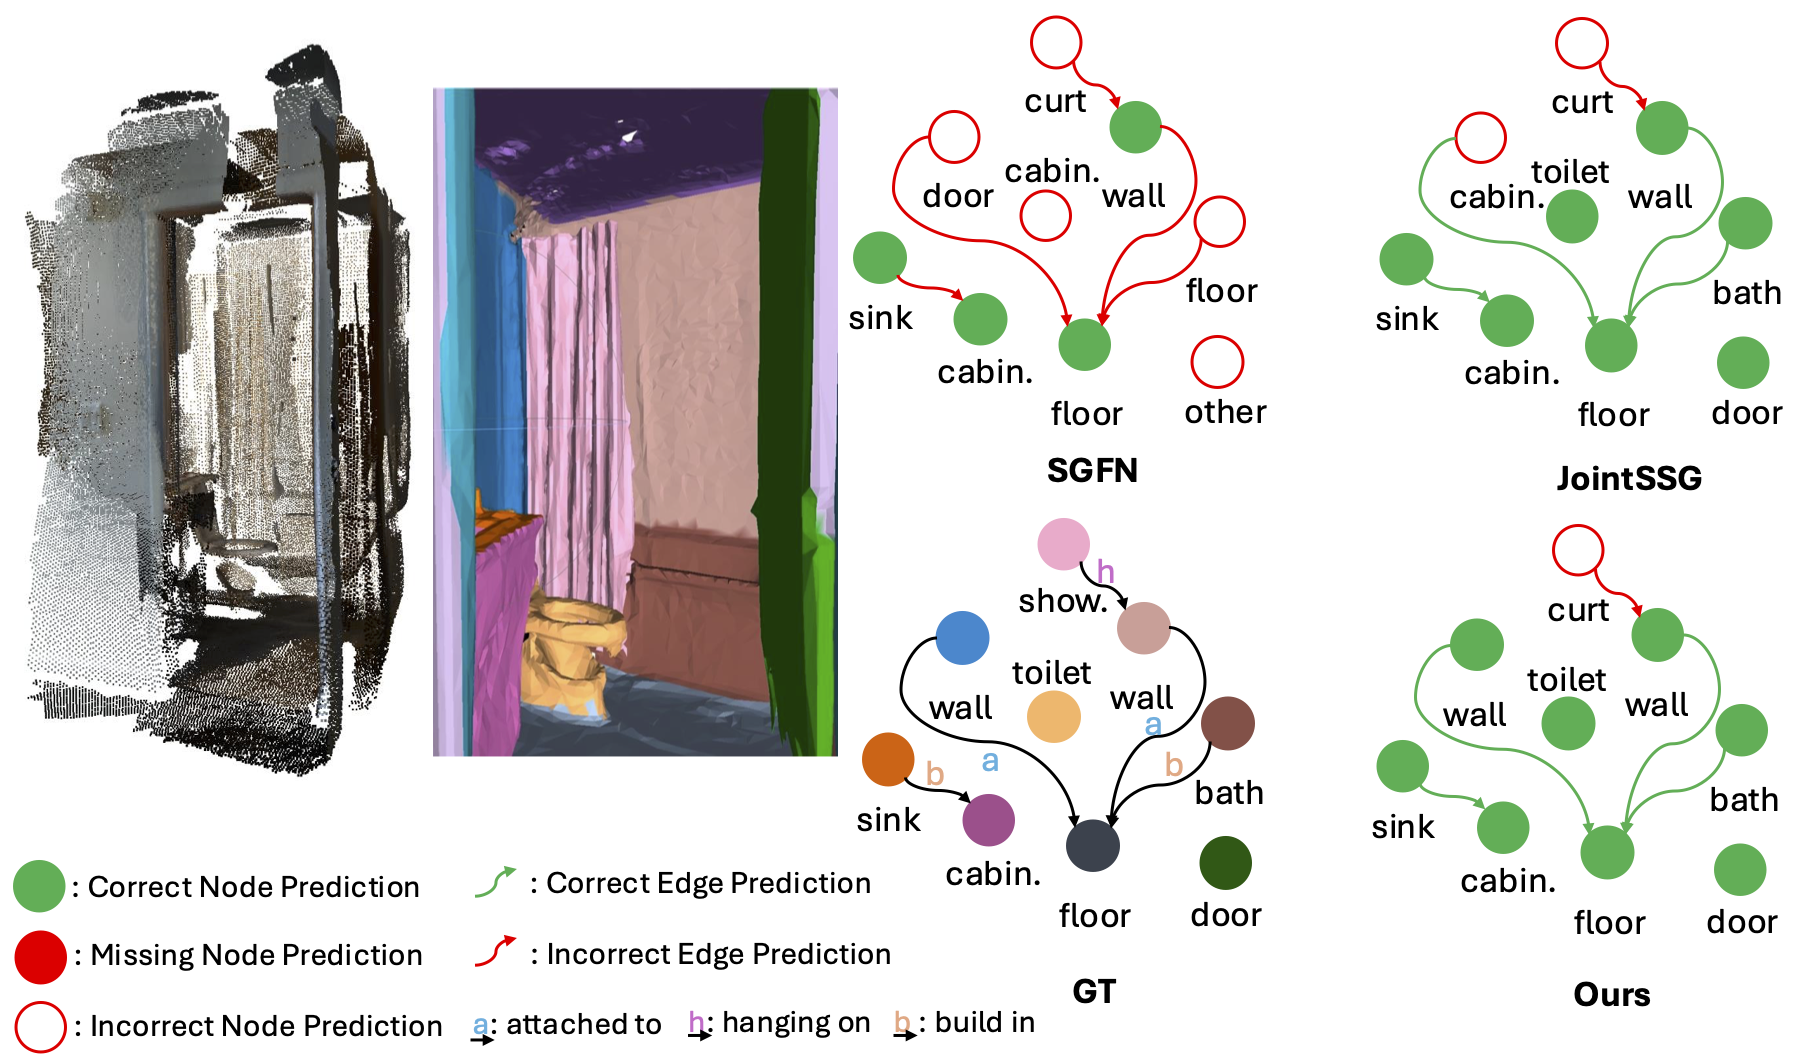 curt
door
cabin.
wall
sink
cabin.
floor
floor
other
SGFN
curt
cabin.
toilet
wall
sink
cabin.
bath
floor
door
JointSSG
h
show.
wall
toilet
wall
a
a
b
b
sink
cabin.
bath
floor
door
GT
curt
wall
toilet
wall
sink
cabin.
bath
floor
door
Ours
: Correct Node Prediction
: Correct Edge Prediction
: Missing Node Prediction
: Incorrect Edge Prediction
: Incorrect Node Prediction
a: attached to
h: hanging on
b: build in